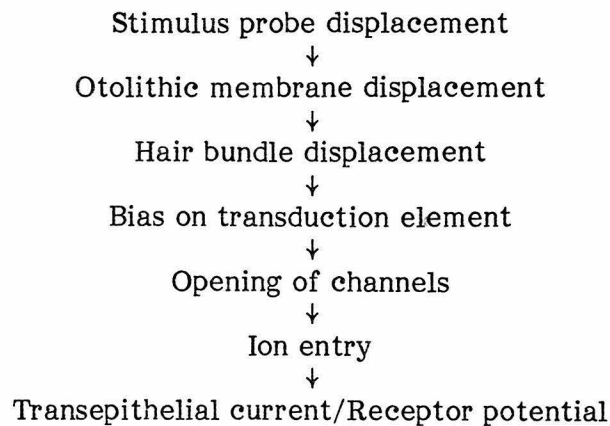 Stimulus probe displacement
↓
Otolithic membrane displacement
↓
Hair bundle displacement
↓
Bias on transduction element
↓
Opening of channels
↓
Ion entry
↓
Transepithelial current/Receptor potential